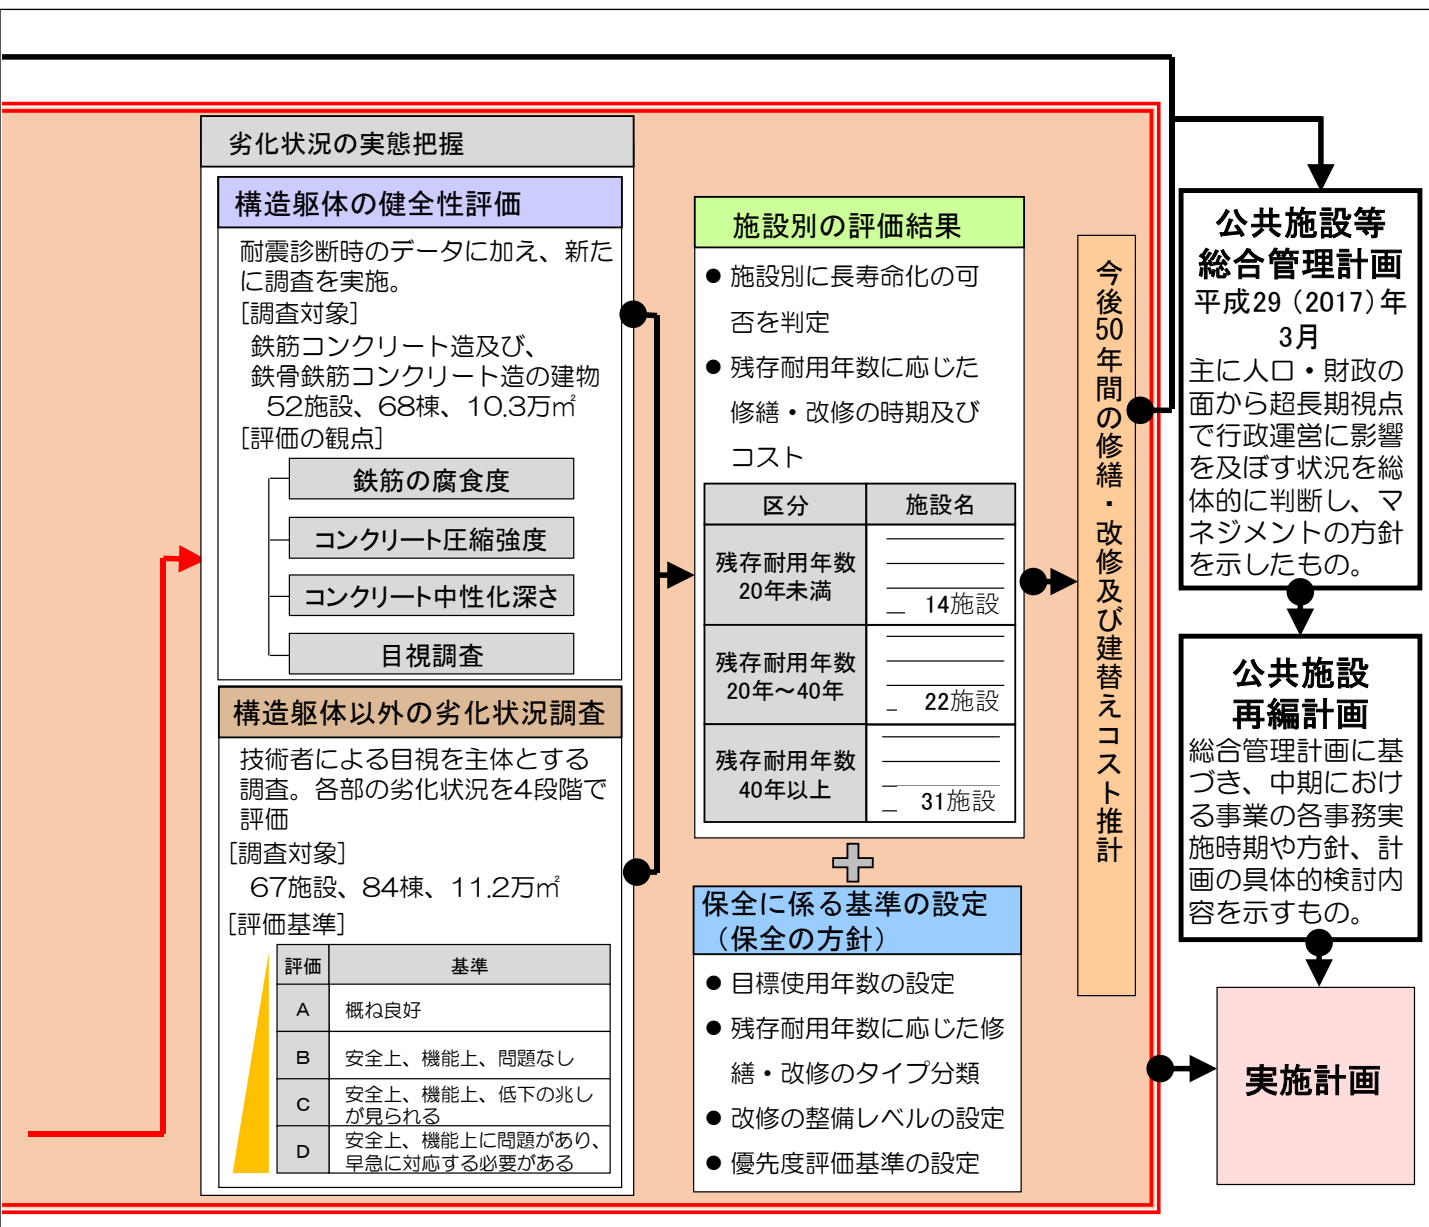 劣化状況の実態把握
構造躯体の健全性評価
耐震診断時のデータに加え、新た
に調査を実施。
[調査対象]
鉄筋コンクリート造及び、
鉄骨鉄筋コンクリート造の建物
52施設、68棟、10.3万㎡
[評価の観点]
鉄筋の腐食度
コンクリート圧縮強度
コンクリート中性化深さ
目視調査
構造躯体以外の劣化状況調査
技術者による目視を主体とする
調査。各部の劣化状況を4段階で
評価
[調査対象]
67施設、84棟、11.2万㎡
[評価基準]
評価 基準
A 概ね良好
B 安全上、機能上、問題なし
C 安全上、機能上、低下の兆し
が見られる
D 安全上、機能上に問題があり、
早急に対応する必要がある
施設別の評価結果
● 施設別に長寿命化の可
否を判定
● 残存耐用年数に応じた
修繕・改修の時期及び
コスト
区分 施設名
残存耐用年数
20年未満
14施設
残存耐用年数
20年～40年
22施設
残存耐用年数
40年以上
31施設
保全に係る基準の設定
（保全の方針）
● 目標使用年数の設定
● 残存耐用年数に応じた修
繕・改修のタイプ分類
● 改修の整備レベルの設定
● 優先度評価基準の設定
今後50年間の修繕・改修及び建替えコスト推計
公共施設等
総合管理計画
平成29（2017）年
3月
主に人口・財政の
面から超長期視点
で行政運営に影響
を及ぼす状況を総
体的に判断し、マ
ネジメントの方針
を示したもの。
公共施設
再編計画
総合管理計画に基
づき、中期におけ
る事業の各事務実
施時期や方針、計
画の具体的検討内
容を示すもの。
実施計画